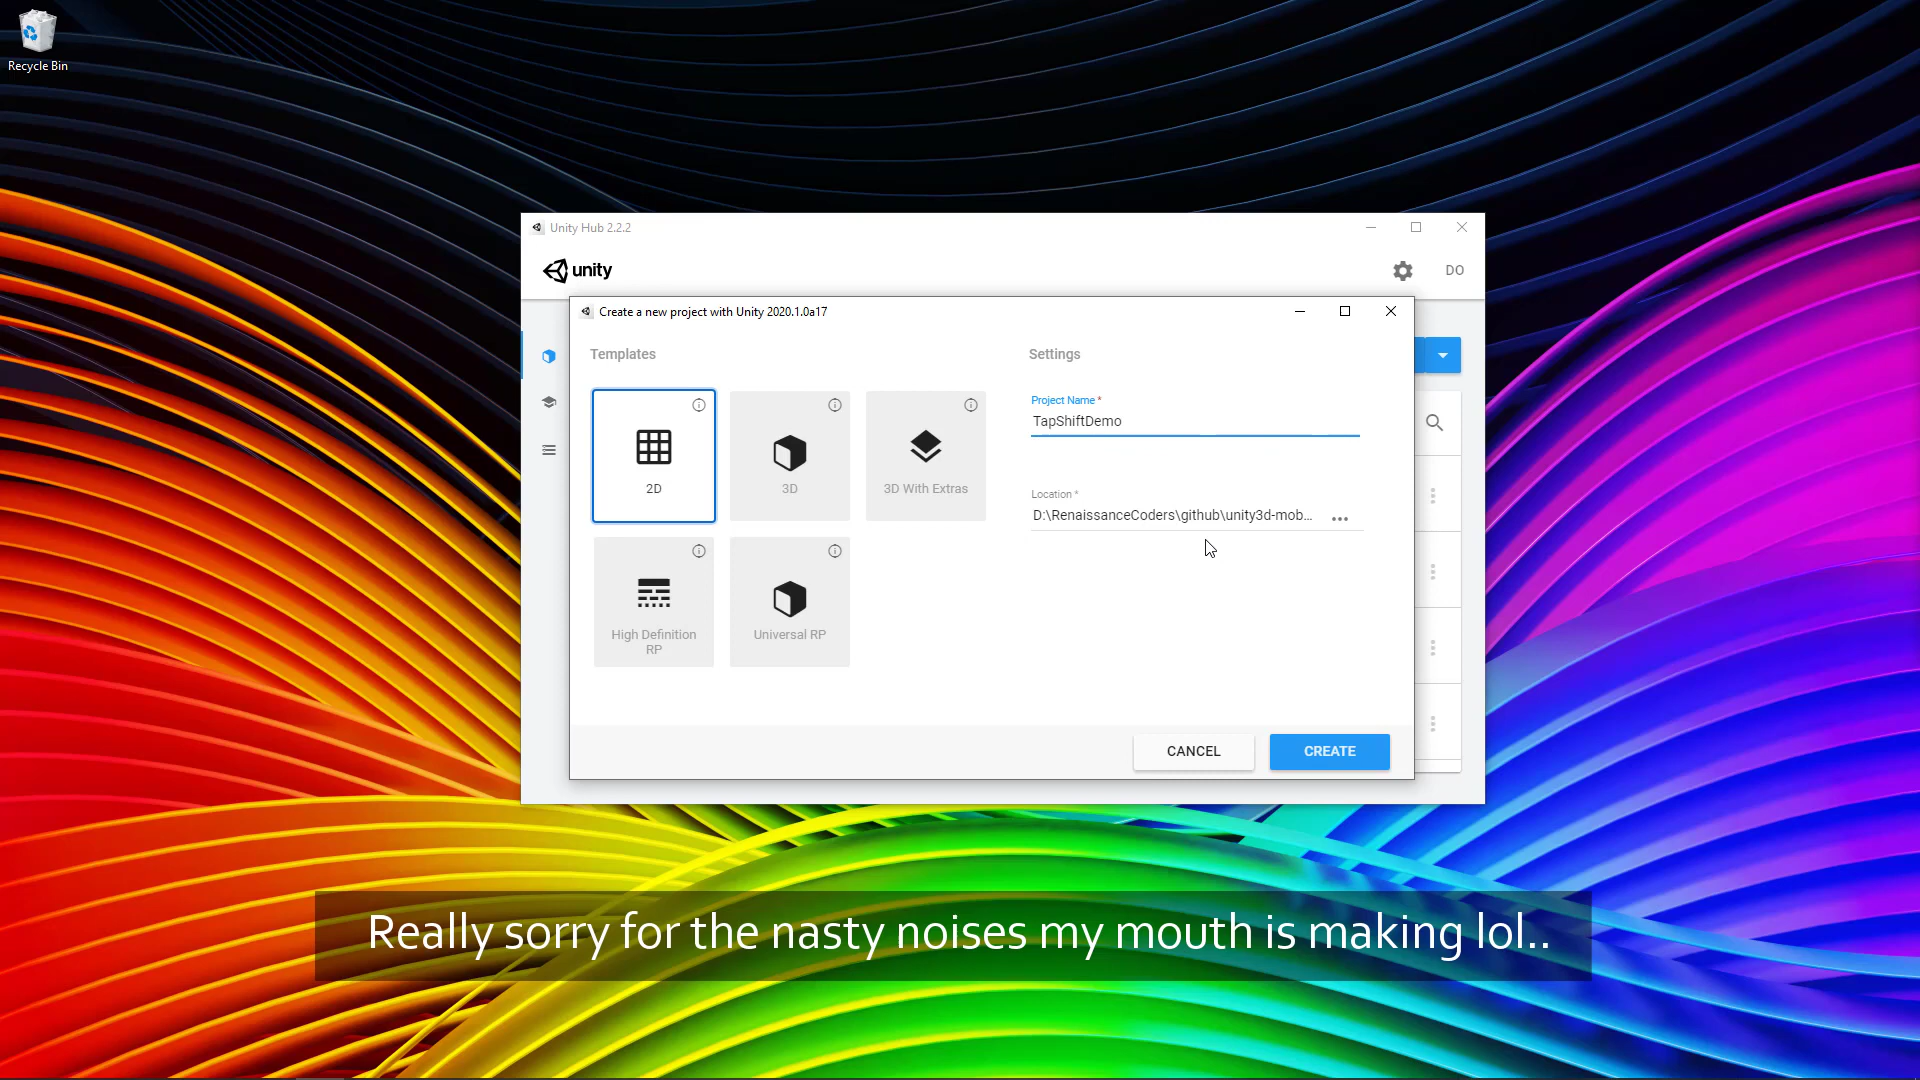 Recycle Bin
Unity Hub 2.2.2
unity
DO
Create a new project with Unity 2020.1.0a17
Templates
Settings
2D
3D
3D With Extras
High Definition
RP
Universal RP
Project Name *
TapShiftDemo
Location *
D:\RenaissanceCoders\github\unity3d-mob...
CANCEL
CREATE
Really sorry for the nasty noises my mouth is making lol..